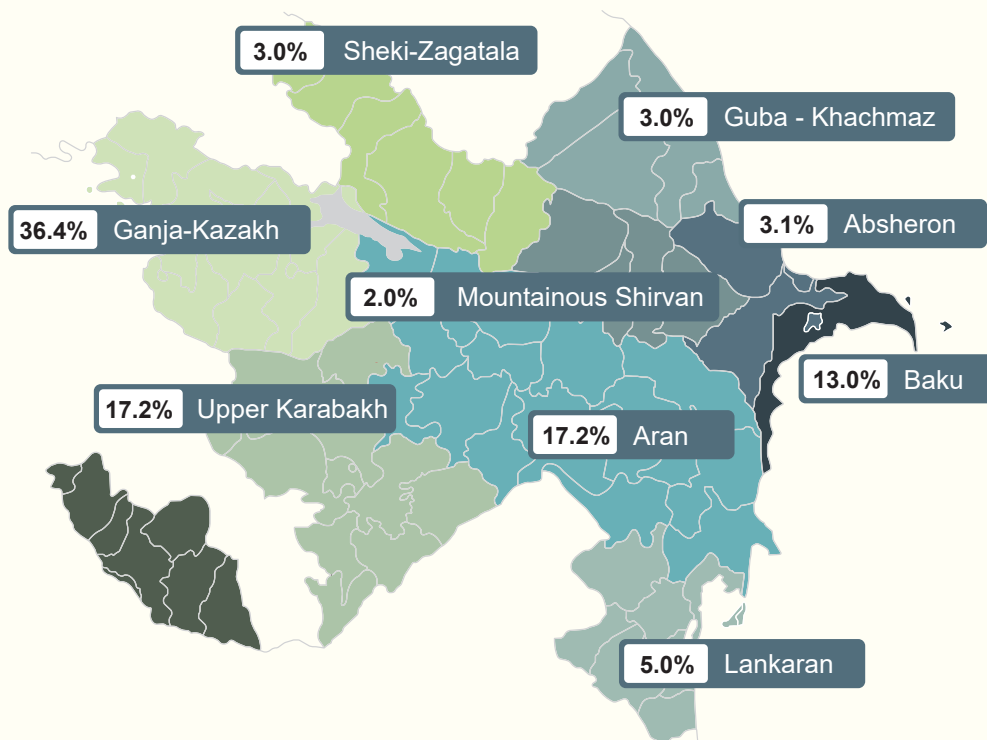 3.0% Sheki-Zagatala
3.0% Guba - Khachmaz
36.4% Ganja-Kazakh
3.1% Absheron
2.0% Mountainous Shirvan
13.0% Baku
17.2% Upper Karabakh
17.2% Aran
5.0% Lankaran